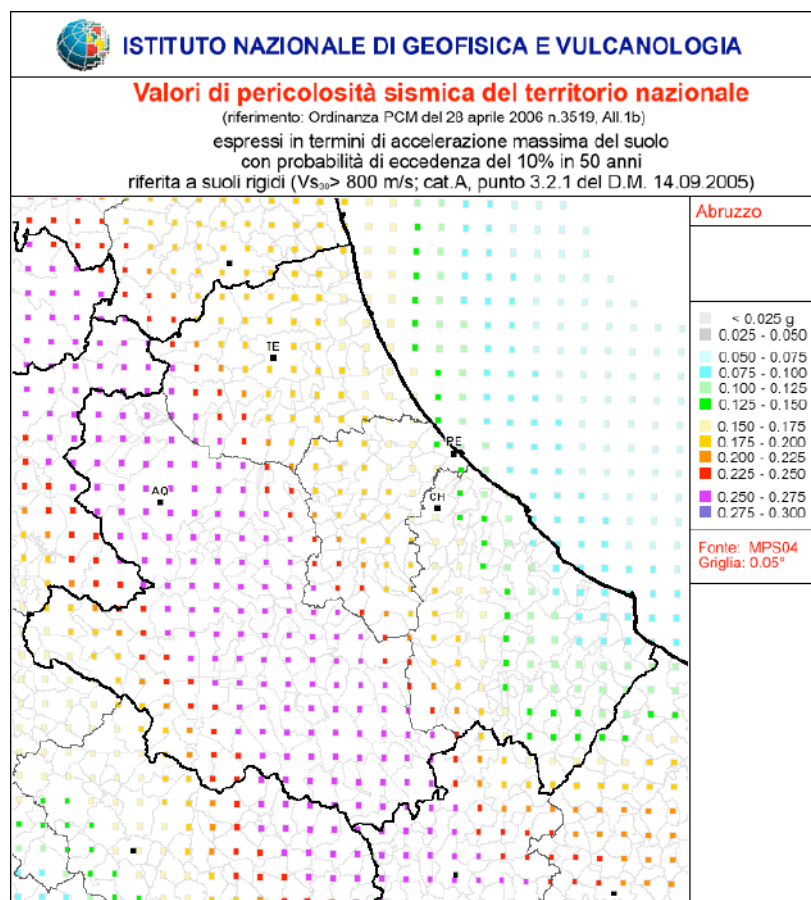 ISTITUTO NAZIONALE DI GEOFISICA E VULCANOLOGIA
Valori di pericolosità sismica del territorio nazionale
(riferimento: Ordinanza PCM del 28 aprile 2006 n.3519, All.1b)
espressi in termini di accelerazione massima del suolo
con probabilità di eccedenza del 10% in 50 anni
riferita a suoli rigidi (Vs₃₀> 800 m/s; cat.A, punto 3.2.1 del D.M. 14.09.2005)
Abruzzo
< 0.025 g
0.025 - 0.050
0.050 - 0.075
0.075 - 0.100
0.100 - 0.125
0.125 - 0.150
0.150 - 0.175
0.175 - 0.200
0.200 - 0.225
0.225 - 0.250
0.250 - 0.275
0.275 - 0.300
Fonte: MPS04
Griglia: 0.05°
TE
PE
AQ
CH